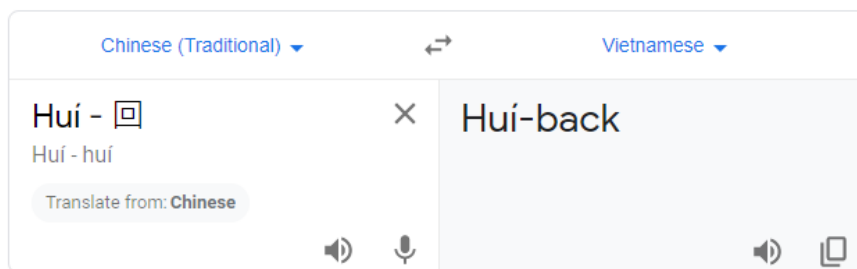 Chinese (Traditional) Vietnamese
Huí - 回
Huí - huí
Translate from: Chinese
Huí-back